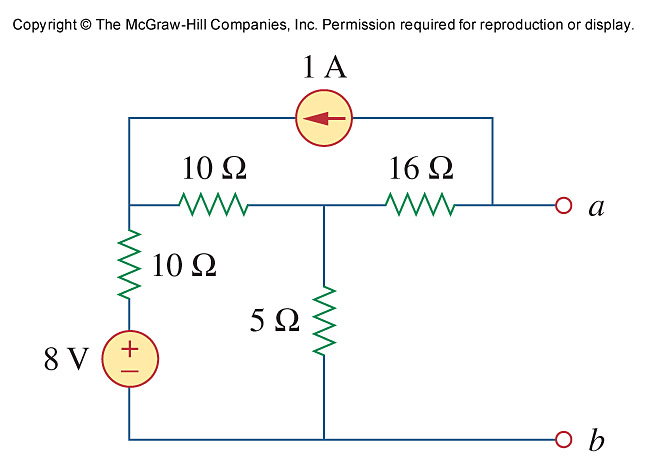 Copyright © The McGraw-Hill Companies, Inc. Permission required for reproduction or display.
1 A
10 Ω
16 Ω
a
10 Ω
5 Ω
8 V
+
−
b